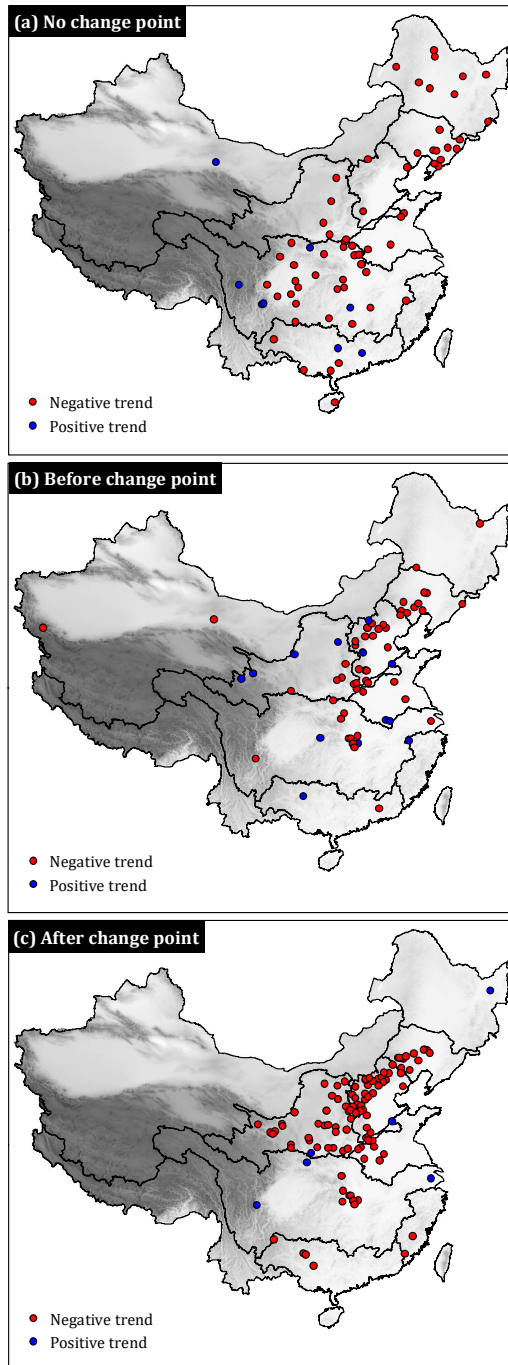 (a) No change point
Negative trend
Positive trend
(b) Before change point
Negative trend
Positive trend
(c) After change point
Negative trend
Positive trend